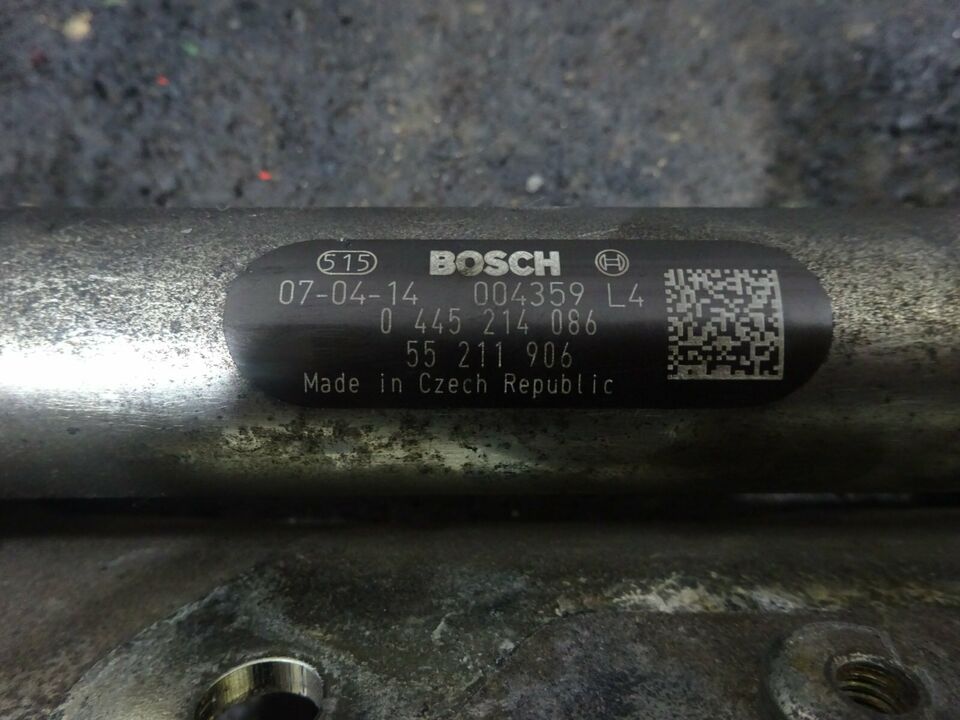 515 BOSCH
07-04-14 004359 L4
0 445 214 086
55 211 906
Made in Czech Republic